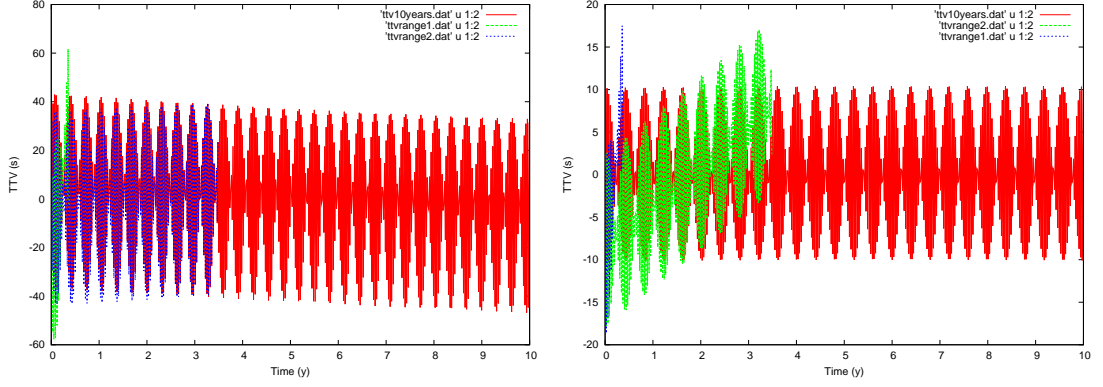 'ttv10years.dat' u 1:2
'ttvrange1.dat' u 1:2
'ttvrange2.dat' u 1:2
80
60
40
20
0
-20
-40
-60
TTV (s)
0 1 2 3 4 5 6 7 8 9 10
Time (y)
'ttv10years.dat' u 1:2
'ttvrange2.dat' u 1:2
'ttvrange1.dat' u 1:2
20
15
10
5
0
-5
-10
-15
-20
TTV (s)
0 1 2 3 4 5 6 7 8 9 10
Time (y)